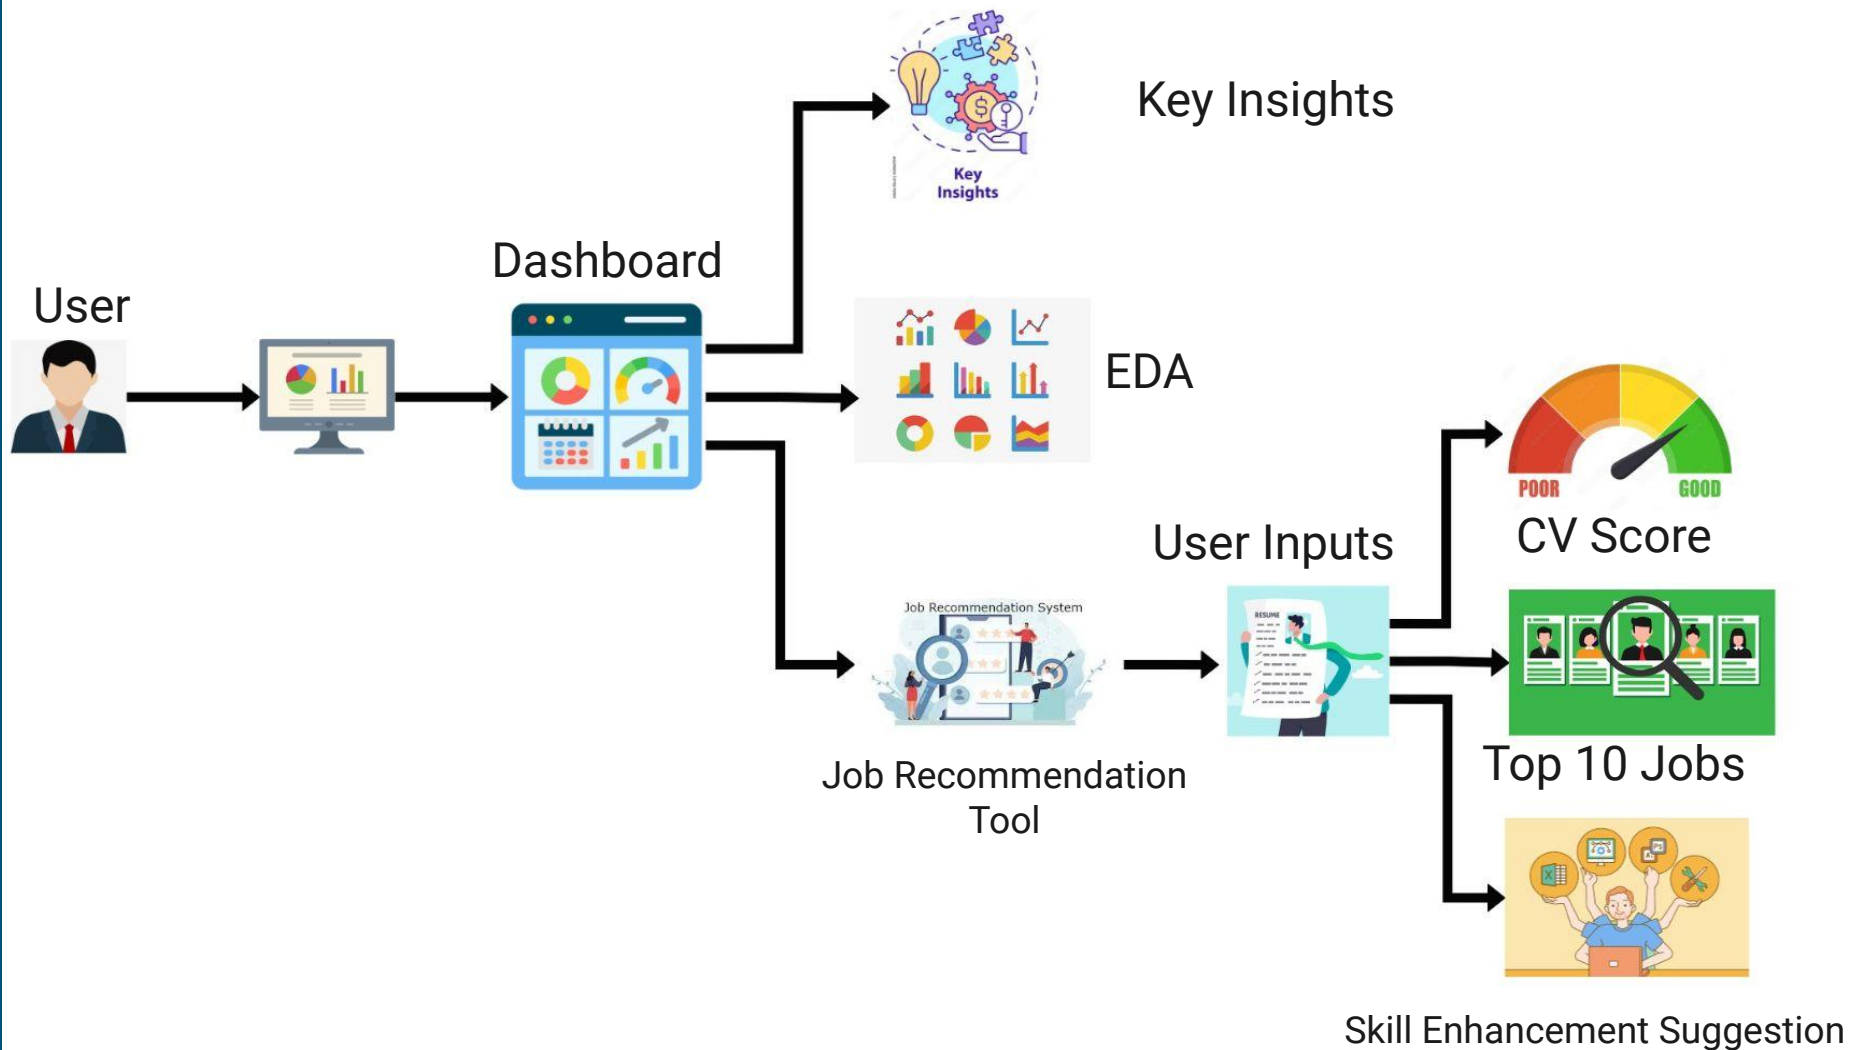 Key Insights
Key
Insights
Dashboard
User
EDA
POOR
GOOD
CV Score
User Inputs
Job Recommendation System
RESUME
Job Recommendation
Tool
Top 10 Jobs
Skill Enhancement Suggestion